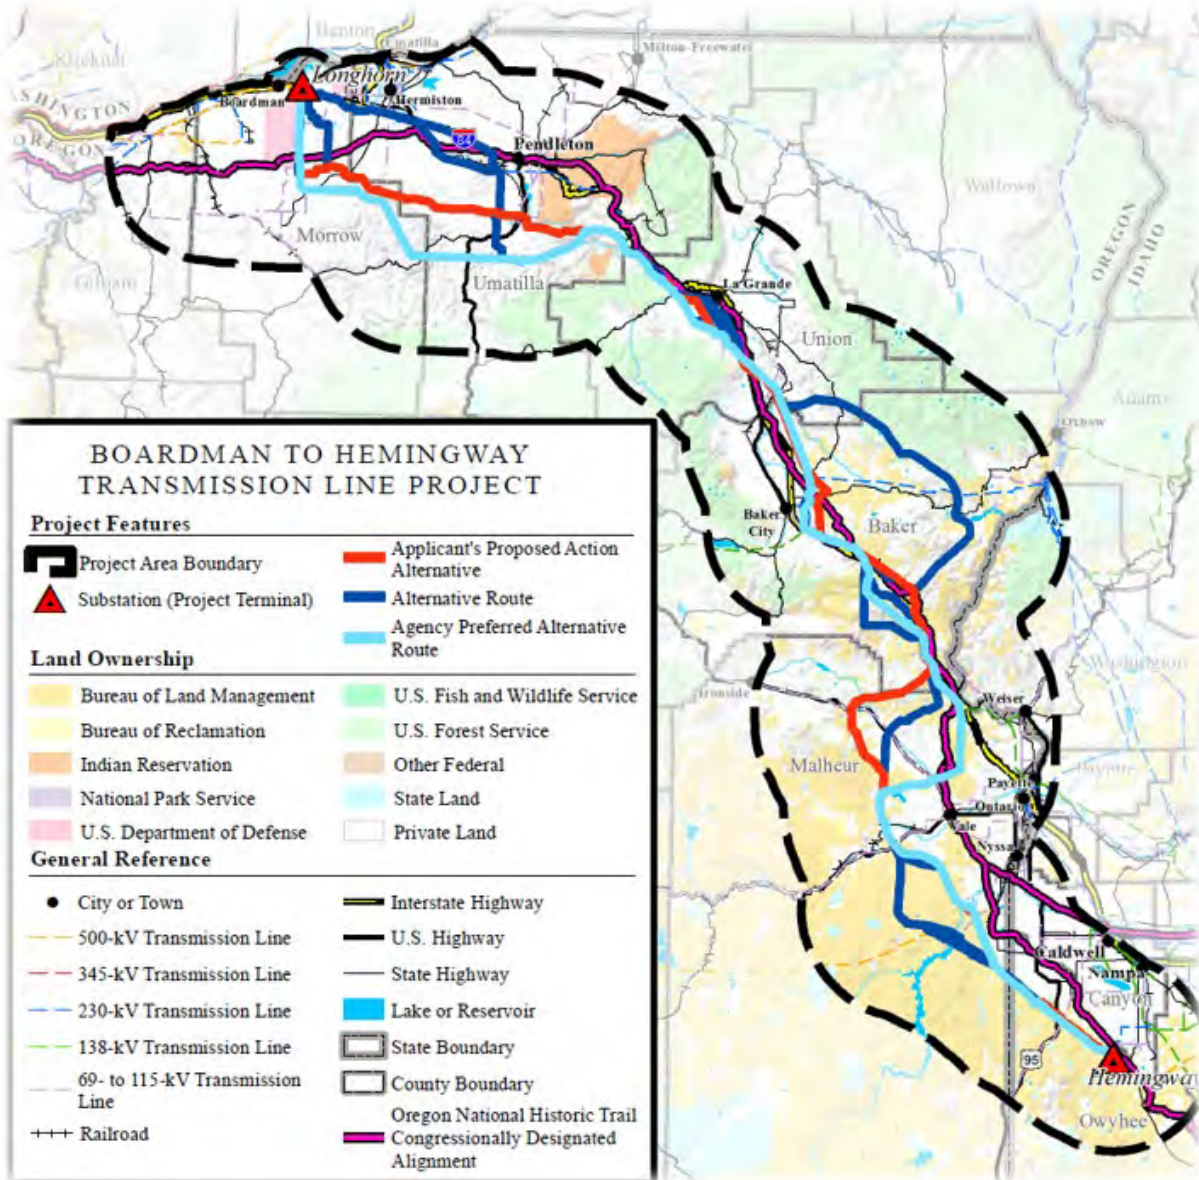 Benton
Umatilla
Klickitat
Milton-Freewater
Longhorn
Boardman
Hermiston
WASHINGTON
OREGON
84
Pendleton
Wallowa
OREGON
IDAHO
Morrow
Gilliam
Umatilla
La Grande
Union
Adams
Oxbow
Baker
City
Baker
Washington
Ironside
Weiser
Malheur
Payette
Payette
Ontario
Vale
Nyssa
Caldwell
Nampa
Canyon
95
Hemingway
Owyhee
BOARDMAN TO HEMINGWAY
TRANSMISSION LINE PROJECT
Project Features
Project Area Boundary
Substation (Project Terminal)
Applicant's Proposed Action
Alternative
Alternative Route
Agency Preferred Alternative
Route
Land Ownership
Bureau of Land Management
Bureau of Reclamation
Indian Reservation
National Park Service
U.S. Department of Defense
U.S. Fish and Wildlife Service
U.S. Forest Service
Other Federal
State Land
Private Land
General Reference
City or Town
500-kV Transmission Line
345-kV Transmission Line
230-kV Transmission Line
138-kV Transmission Line
69- to 115-kV Transmission
Line
Railroad
Interstate Highway
U.S. Highway
State Highway
Lake or Reservoir
State Boundary
County Boundary
Oregon National Historic Trail
Congressionally Designated
Alignment